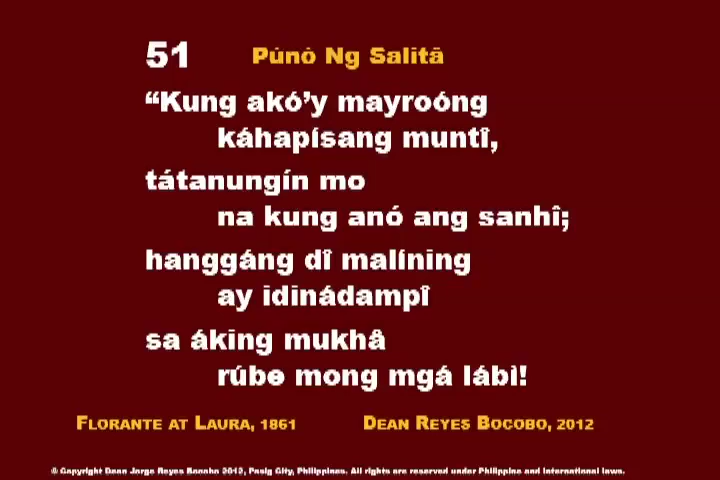 51 Púnò Ng Salitâ
“Kung akó’y mayroóng
káhapísang muntî,
tátanungín mo
na kung anó ang sanhî;
hanggáng dî malíning
ay idinádampî
sa áking mukhâ
rúbe mong mgá lábì!
FLORANTE AT LAURA, 1861 DEAN REYES BOCOBO, 2012
© Copyright Dean Jorge Reyes Bocobo 2012, Pasig City, Philippines. All rights are reserved under Philippine and international laws.